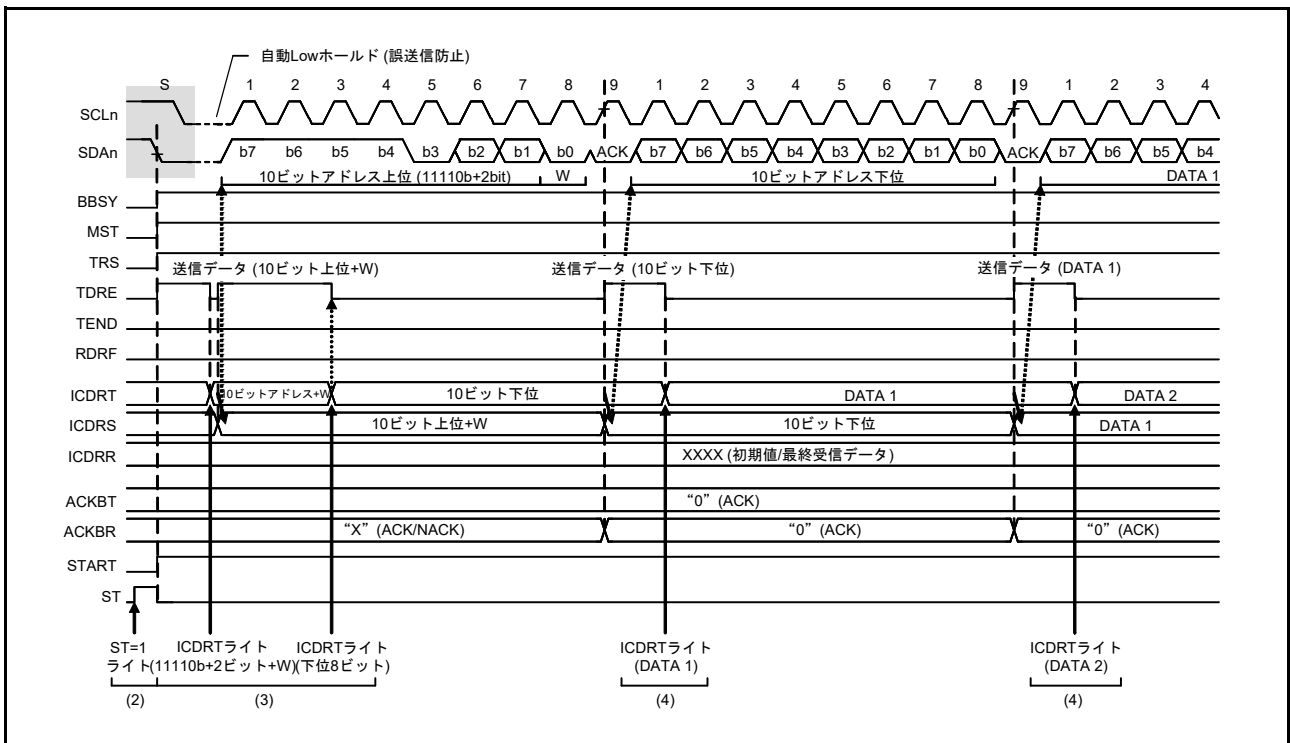 自動Lowホールド (誤送信防止)
S 1 2 3 4 5 6 7 8 9 1 2 3 4 5 6 7 8 9 1 2 3 4
SCLn
SDAn b7 b6 b5 b4 b3 b2 b1 b0 ACK b7 b6 b5 b4 b3 b2 b1 b0 ACK b7 b6 b5 b4
10ビットアドレス上位 (11110b+2bit) W 10ビットアドレス下位 DATA 1
BBSY
MST
TRS
送信データ (10ビット上位+W) 送信データ (10ビット下位) 送信データ (DATA 1)
TDRE
TEND
RDRF
ICDRT 10ビットアドレス+W 10ビット下位 DATA 1 DATA 2
ICDRS 10ビット上位+W 10ビット下位 DATA 1
ICDRR XXXX (初期値/最終受信データ)
ACKBT “0” (ACK)
ACKBR “X” (ACK/NACK) “0” (ACK) “0” (ACK)
START
ST
ST=1 ICDRTライト ICDRTライト ICDRTライト ICDRTライト
ライト (11110b+2ビット+W) (下位8ビット) (DATA 1) (DATA 2)
(2) (3) (4) (4)